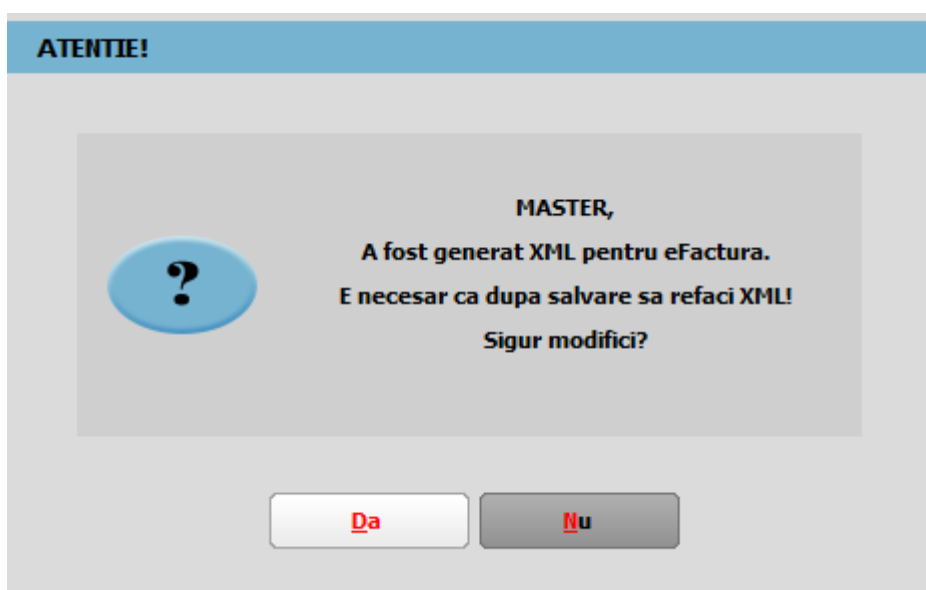 ATENTIE!
?
MASTER,
A fost generat XML pentru eFactura.
E necesar ca dupa salvare sa refaci XML!
Sigur modifici?
Da
Nu